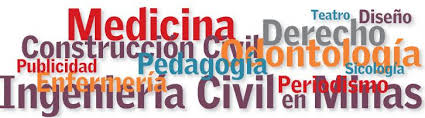 Medicina
Teatro Diseño
Derecho
Construcción Civil
Odontología
Publicidad
Pedagogía
Sicología
Enfermería
Periodismo
Ingeniería Civil en Minas